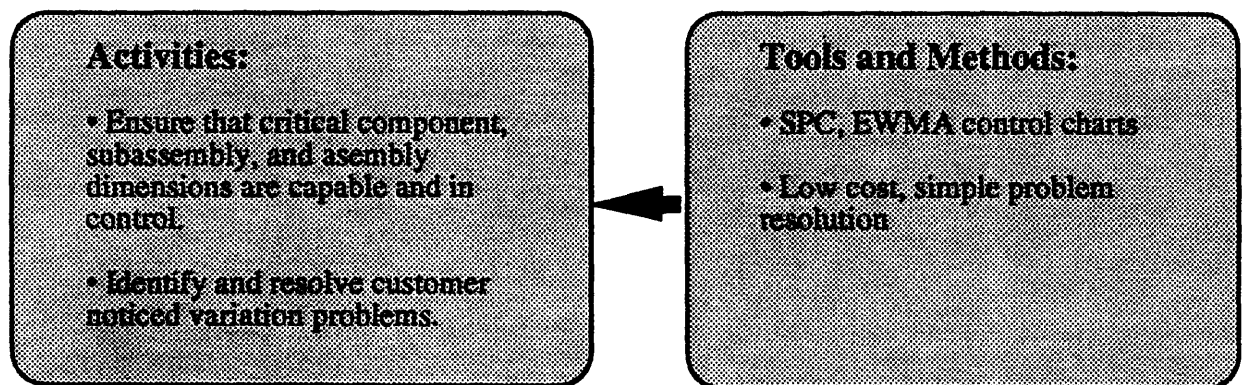 Activities:
• Ensure that critical component,
subassembly, and asembly
dimensions are capable and in
control.
• Identify and resolve customer
noticed variation problems.
Tools and Methods:
• SPC, EWMA control charts
• Low cost, simple problem
resolution